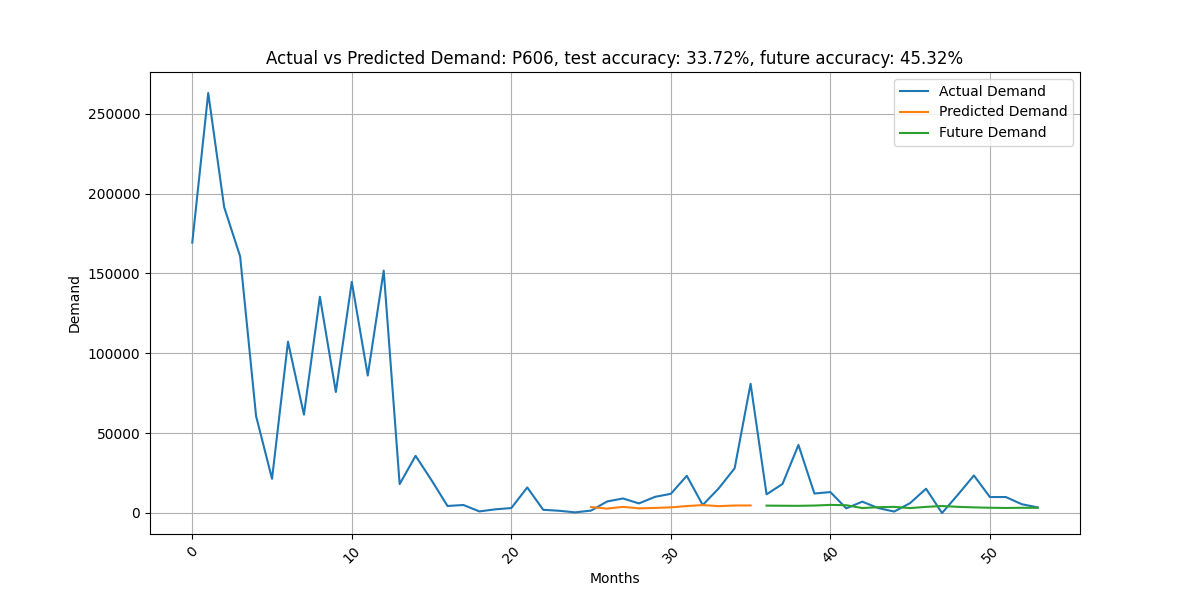 Actual vs Predicted Demand: P606, test accuracy: 33.72%, future accuracy: 45.32%
Actual Demand
Predicted Demand
Future Demand
250000
200000
150000
100000
50000
0
Demand
0
10
20
30
40
50
Months